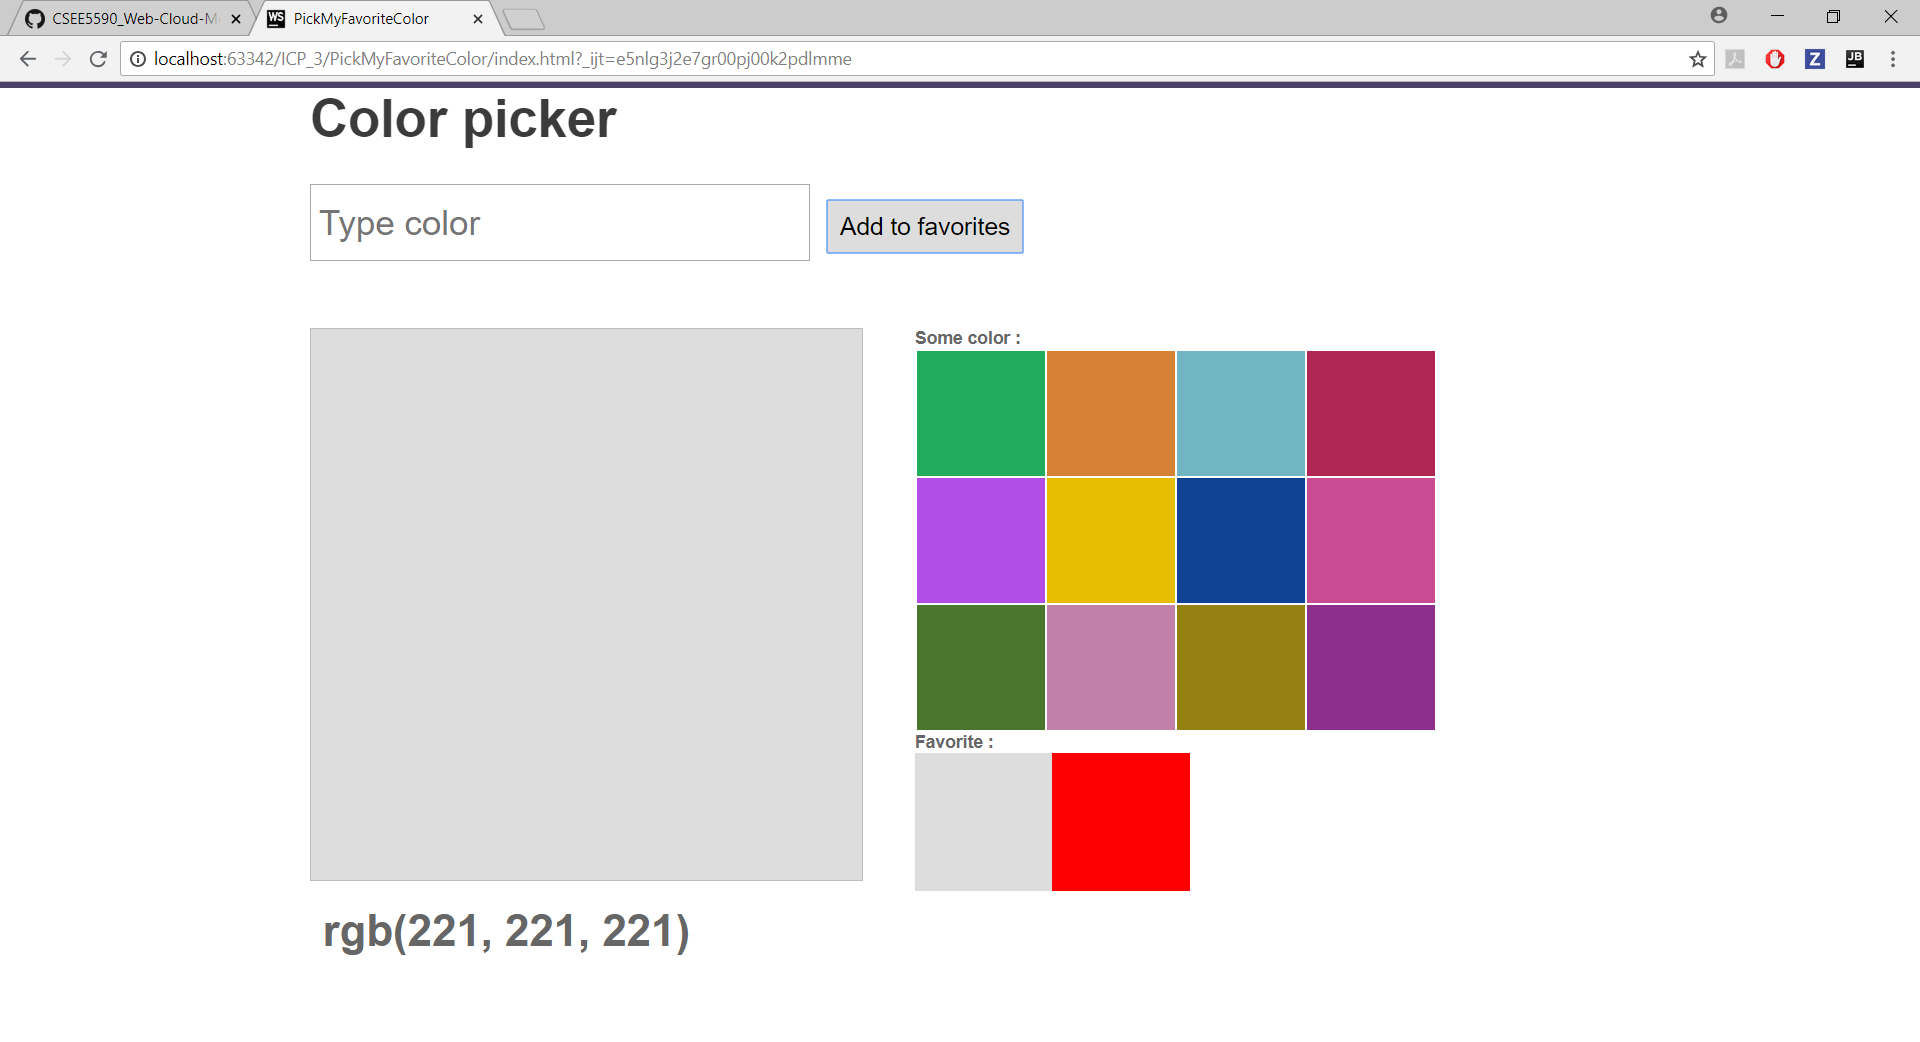 CSEE5590_Web-Cloud-M
WS PickMyFavoriteColor
localhost:63342/ICP_3/PickMyFavoriteColor/index.html?_ijt=e5nlg3j2e7gr00pj00k2pdlmme
Z
JB
Color picker
Type color
Add to favorites
Some color :
Favorite :
rgb(221, 221, 221)